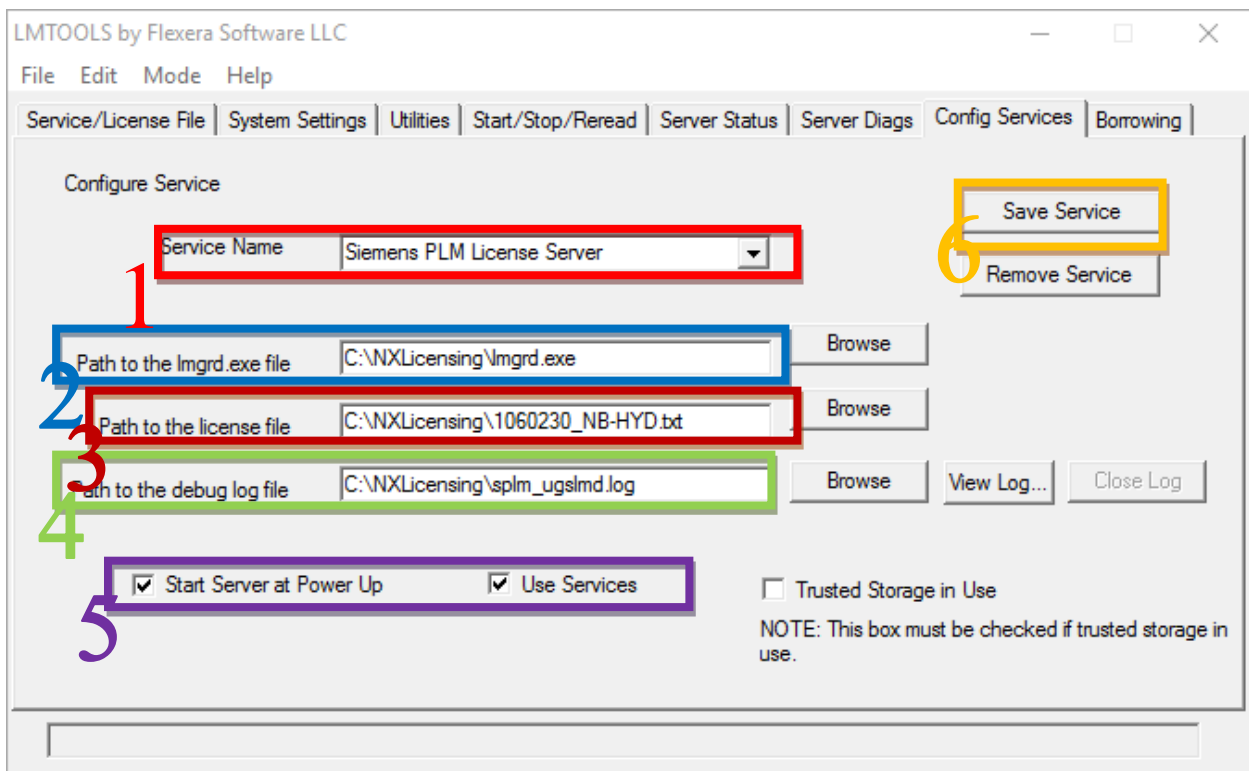 LMTOOLS by Flexera Software LLC
File Edit Mode Help
Service/License File System Settings Utilities Start/Stop/Reread Server Status Server Diags Config Services Borrowing
Configure Service
Save Service
6
Service Name Siemens PLM License Server
1
Remove Service
Path to the lmgrd.exe file C:\NXLicensing\lmgrd.exe Browse
2
Path to the license file C:\NXLicensing\1060230_NB-HYD.txt Browse
3
Path to the debug log file C:\NXLicensing\splm_ugslmd.log Browse View Log... Close Log
4
Start Server at Power Up Use Services
5
Trusted Storage in Use
NOTE: This box must be checked if trusted storage in
use.